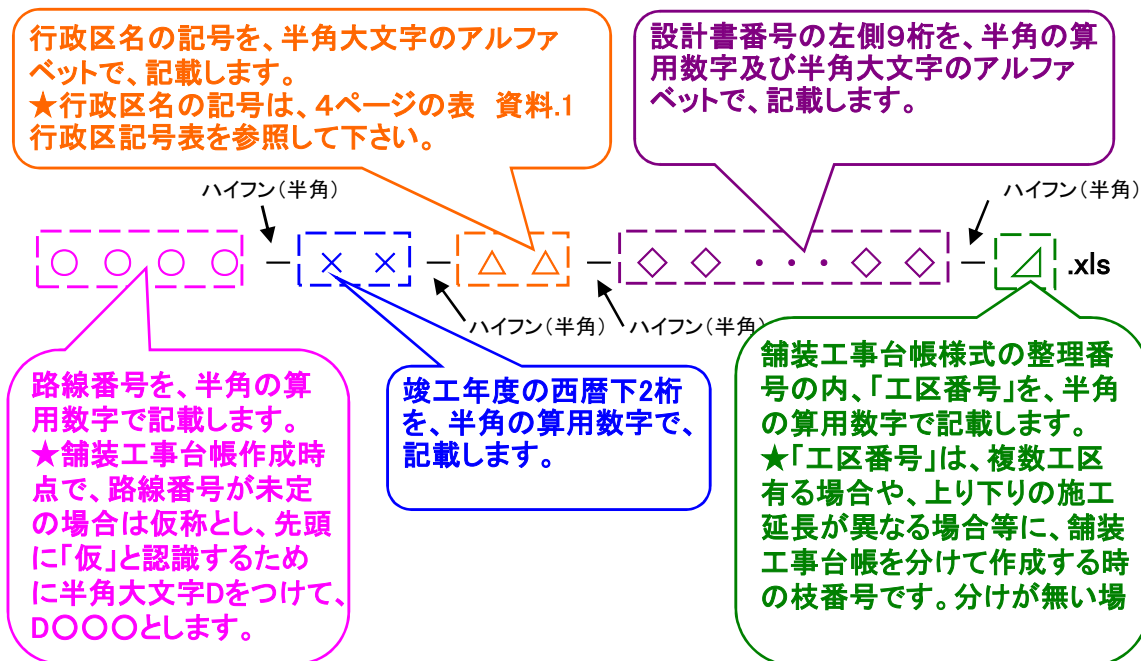 行政区名の記号を、半角大文字のアルファ
ベットで、記載します。
★行政区名の記号は、4ページの表　資料.1
行政区記号表を参照して下さい。
設計書番号の左側9桁を、半角の算
用数字及び半角大文字のアルファ
ベットで、記載します。
ハイフン(半角)
ハイフン(半角)
○ ○ ○ ○ － × × － △ △ － ◇ ◇ ・・・ ◇ ◇ － ◿ .xls
ハイフン(半角)
ハイフン(半角)
路線番号を、半角の算
用数字で記載します。
★舗装工事台帳作成時
点で、路線番号が未定
の場合は仮称とし、先頭
に「仮」と認識するため
に半角大文字Dをつけて、
D○○○とします。
竣工年度の西暦下2桁
を、半角の算用数字で、
記載します。
舗装工事台帳様式の整理番
号の内、「工区番号」を、半角
の算用数字で記載します。
★「工区番号」は、複数工区
有る場合や、上り下りの施工
延長が異なる場合等に、舗装
工事台帳を分けて作成する時
の枝番号です。分けが無い場